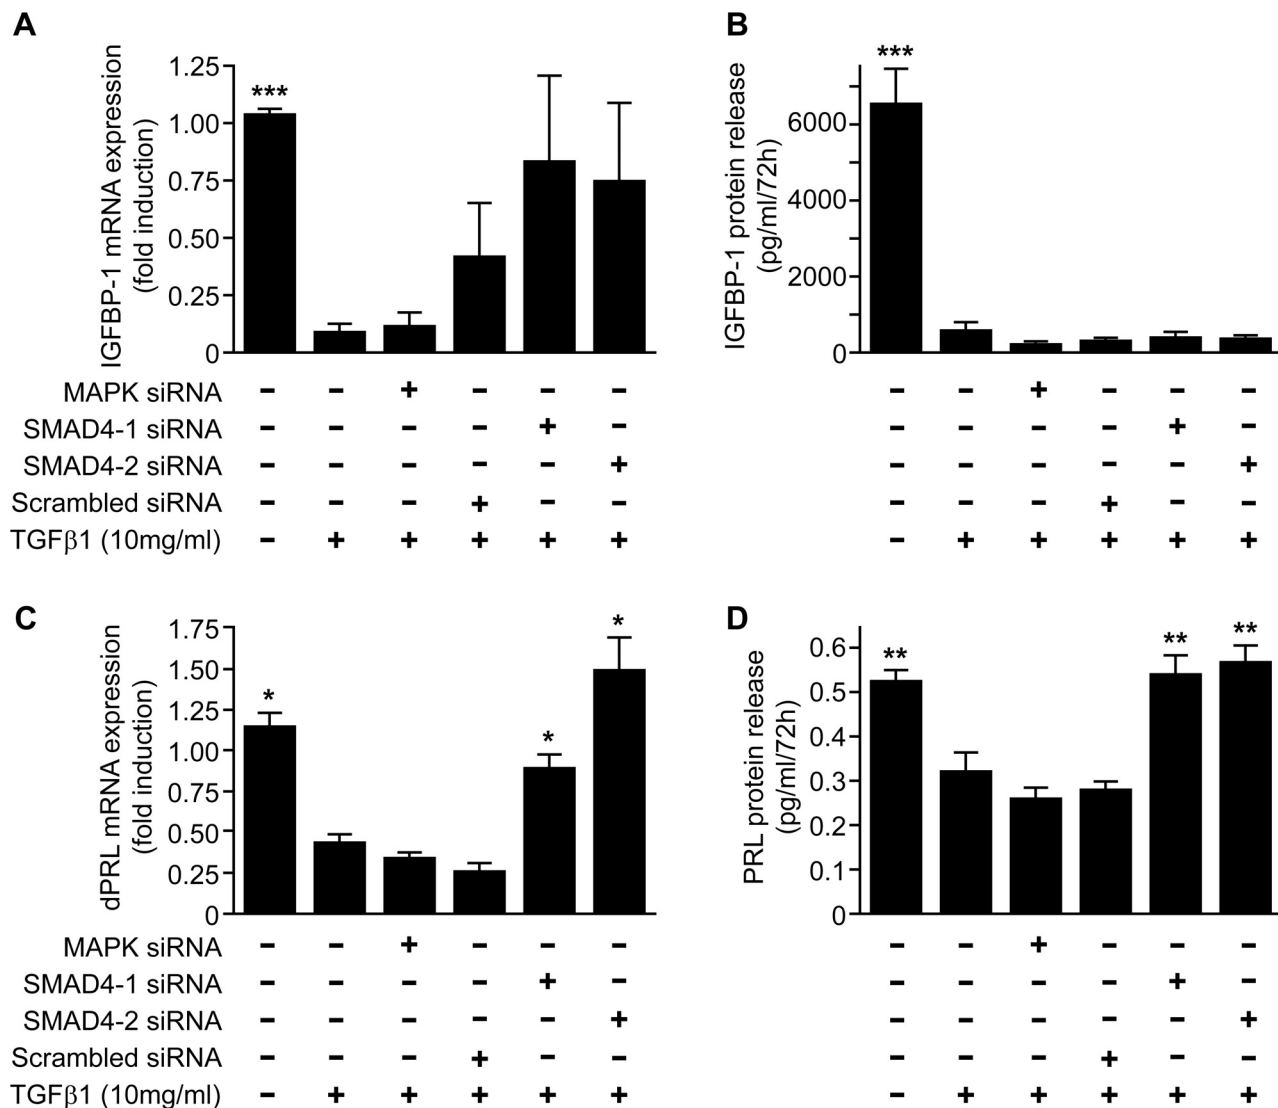 A
IGFBP-1 mRNA expression
(fold induction)
1.25
1.00
0.75
0.50
0.25
0
***
MAPK siRNA - - + - - -
SMAD4-1 siRNA - - - - + -
SMAD4-2 siRNA - - - - - +
Scrambled siRNA - - - + - -
TGFβ1 (10mg/ml) - + + + + +
B
IGFBP-1 protein release
(pg/ml/72h)
6000
4000
2000
0
***
- - + - - -
- - - - + -
- - - - - +
- - - + - -
- + + + + +
C
dPRL mRNA expression
(fold induction)
1.75
1.50
1.25
1.00
0.75
0.50
0.25
0
* * *
MAPK siRNA - - + - - -
SMAD4-1 siRNA - - - - + -
SMAD4-2 siRNA - - - - - +
Scrambled siRNA - - - + - -
TGFβ1 (10mg/ml) - + + + + +
D
PRL protein release
(pg/ml/72h)
0.6
0.5
0.4
0.3
0.2
0.1
0
** ** **
- - + - - -
- - - - + -
- - - - - +
- - - + - -
- + + + + +